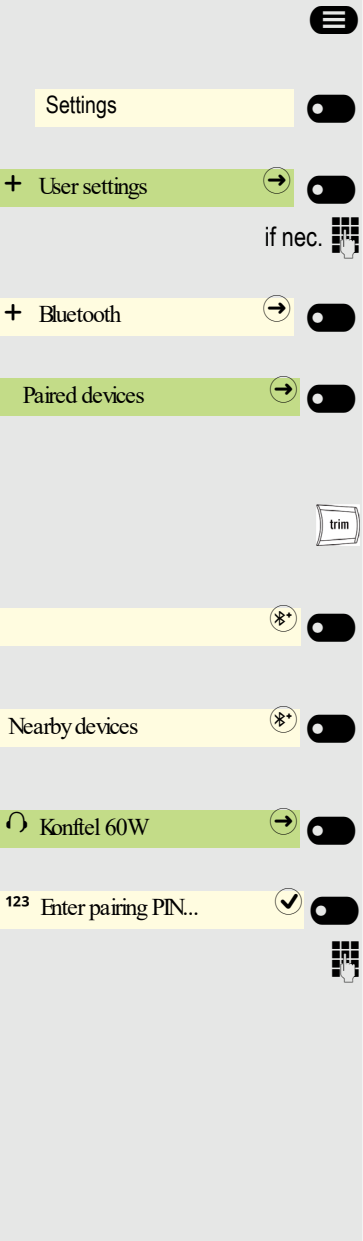 Settings
+ User settings
if nec.
+ Bluetooth
Paired devices
trim
Nearby devices
Konftel 60W
123 Enter pairing PIN...